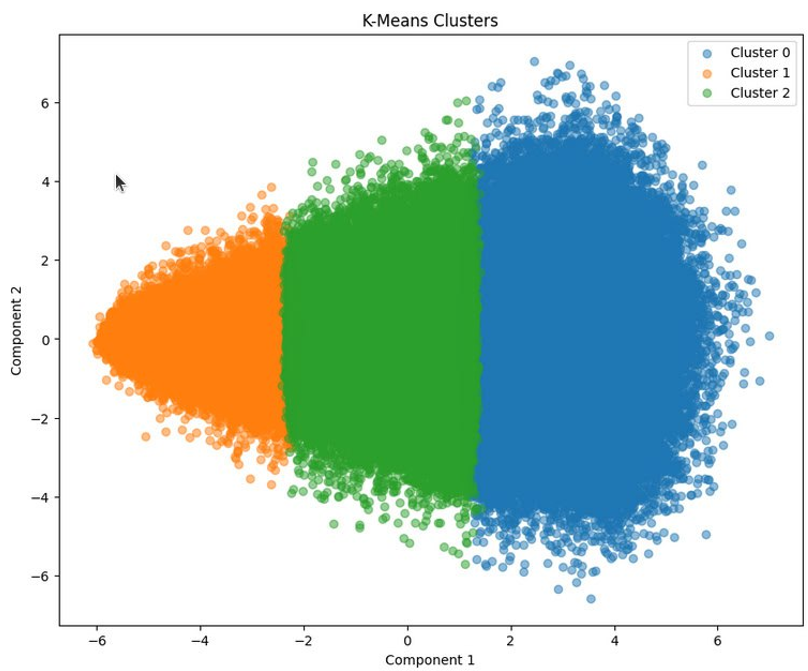 K-Means Clusters
Cluster 0
Cluster 1
Cluster 2
6
4
2
0
−2
−4
−6
Component 2
−6 −4 −2 0 2 4 6
Component 1